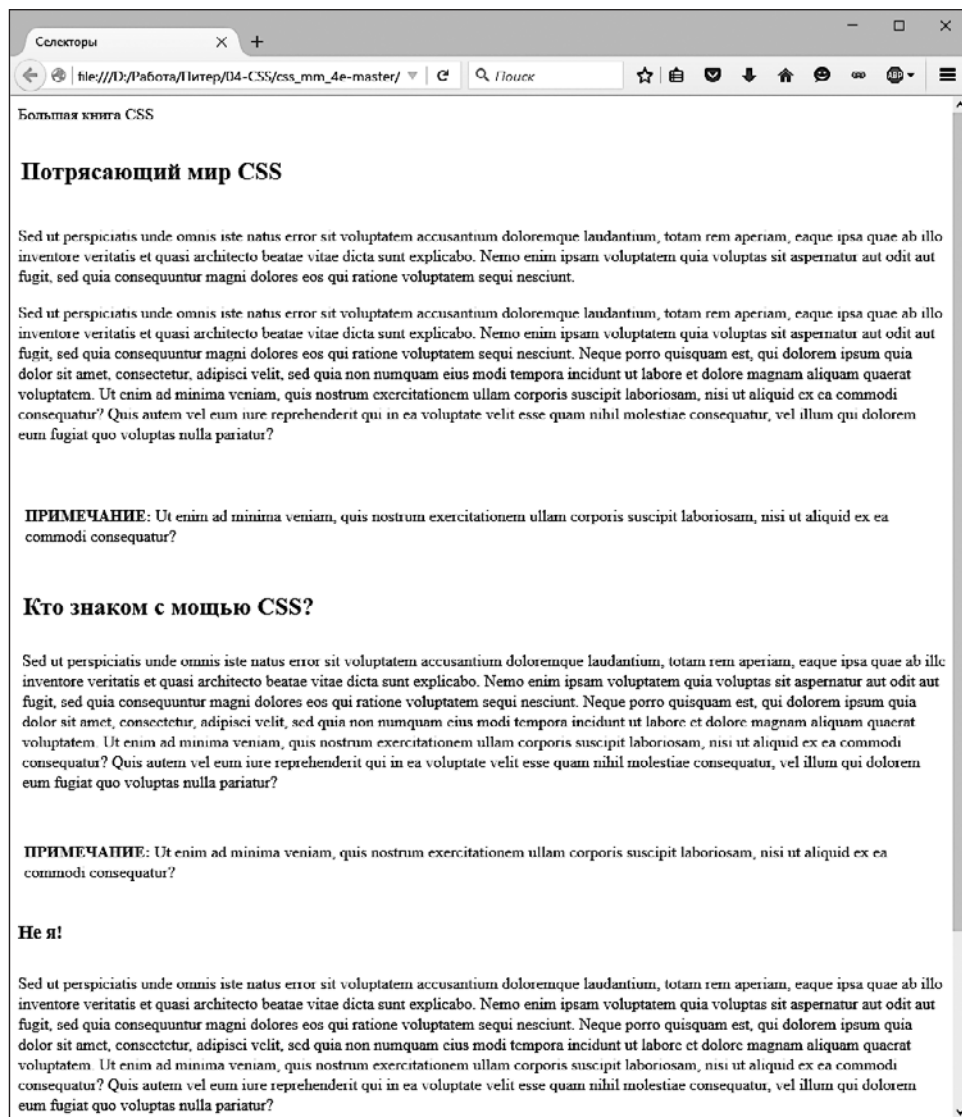 Селекторы
file:///D:/Работа/Питер/04-CSS/css_mm_4e-master/
Поиск
ABP
Большая книга CSS
Потрясающий мир CSS
Sed ut perspiciatis unde omnis iste natus error sit voluptatem accusantium doloremque laudantium, totam rem aperiam, eaque ipsa quae ab illo
inventore veritatis et quasi architecto beatae vitae dicta sunt explicabo. Nemo enim ipsam voluptatem quia voluptas sit aspernatur aut odit aut
fugit, sed quia consequuntur magni dolores eos qui ratione voluptatem sequi nesciunt.
Sed ut perspiciatis unde omnis iste natus error sit voluptatem accusantium doloremque laudantium, totam rem aperiam, eaque ipsa quae ab illo
inventore veritatis et quasi architecto beatae vitae dicta sunt explicabo. Nemo enim ipsam voluptatem quia voluptas sit aspernatur aut odit aut
fugit, sed quia consequuntur magni dolores eos qui ratione voluptatem sequi nesciunt. Neque porro quisquam est, qui dolorem ipsum quia
dolor sit amet, consectetur, adipisci velit, sed quia non numquam eius modi tempora incidunt ut labore et dolore magnam aliquam quaerat
voluptatem. Ut enim ad minima veniam, quis nostrum exercitationem ullam corporis suscipit laboriosam, nisi ut aliquid ex ea commodi
consequatur? Quis autem vel eum iure reprehenderit qui in ea voluptate velit esse quam nihil molestiae consequatur, vel illum qui dolorem
eum fugiat quo voluptas nulla pariatur?
ПРИМЕЧАНИЕ: Ut enim ad minima veniam, quis nostrum exercitationem ullam corporis suscipit laboriosam, nisi ut aliquid ex ea
commodi consequatur?
Кто знаком с мощью CSS?
Sed ut perspiciatis unde omnis iste natus error sit voluptatem accusantium doloremque laudantium, totam rem aperiam, eaque ipsa quae ab illo
inventore veritatis et quasi architecto beatae vitae dicta sunt explicabo. Nemo enim ipsam voluptatem quia voluptas sit aspernatur aut odit aut
fugit, sed quia consequuntur magni dolores eos qui ratione voluptatem sequi nesciunt. Neque porro quisquam est, qui dolorem ipsum quia
dolor sit amet, consectetur, adipisci velit, sed quia non numquam eius modi tempora incidunt ut labore et dolore magnam aliquam quaerat
voluptatem. Ut enim ad minima veniam, quis nostrum exercitationem ullam corporis suscipit laboriosam, nisi ut aliquid ex ea commodi
consequatur? Quis autem vel eum iure reprehenderit qui in ea voluptate velit esse quam nihil molestiae consequatur, vel illum qui dolorem
eum fugiat quo voluptas nulla pariatur?
ПРИМЕЧАНИЕ: Ut enim ad minima veniam, quis nostrum exercitationem ullam corporis suscipit laboriosam, nisi ut aliquid ex ea
commodi consequatur?
Не я!
Sed ut perspiciatis unde omnis iste natus error sit voluptatem accusantium doloremque laudantium, totam rem aperiam, eaque ipsa quae ab illo
inventore veritatis et quasi architecto beatae vitae dicta sunt explicabo. Nemo enim ipsam voluptatem quia voluptas sit aspernatur aut odit aut
fugit, sed quia consequuntur magni dolores eos qui ratione voluptatem sequi nesciunt. Neque porro quisquam est, qui dolorem ipsum quia
dolor sit amet, consectetur, adipisci velit, sed quia non numquam eius modi tempora incidunt ut labore et dolore magnam aliquam quaerat
voluptatem. Ut enim ad minima veniam, quis nostrum exercitationem ullam corporis suscipit laboriosam, nisi ut aliquid ex ea commodi
consequatur? Quis autem vel eum iure reprehenderit qui in ea voluptate velit esse quam nihil molestiae consequatur, vel illum qui dolorem
eum fugiat quo voluptas nulla pariatur?